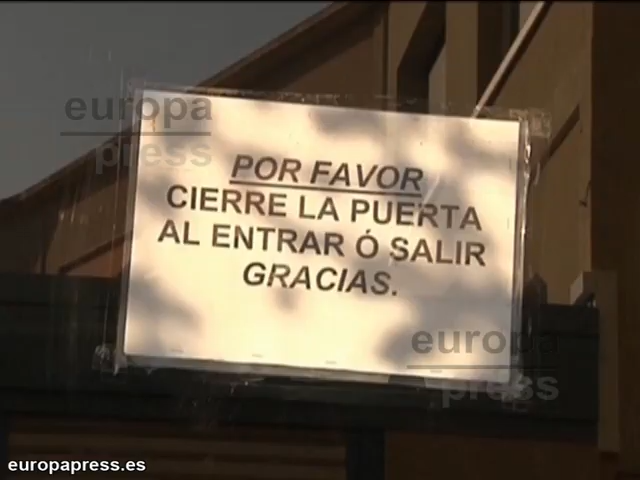 europa
press
POR FAVOR
CIERRE LA PUERTA
AL ENTRAR Ó SALIR
GRACIAS.
europa
press
europapress.es